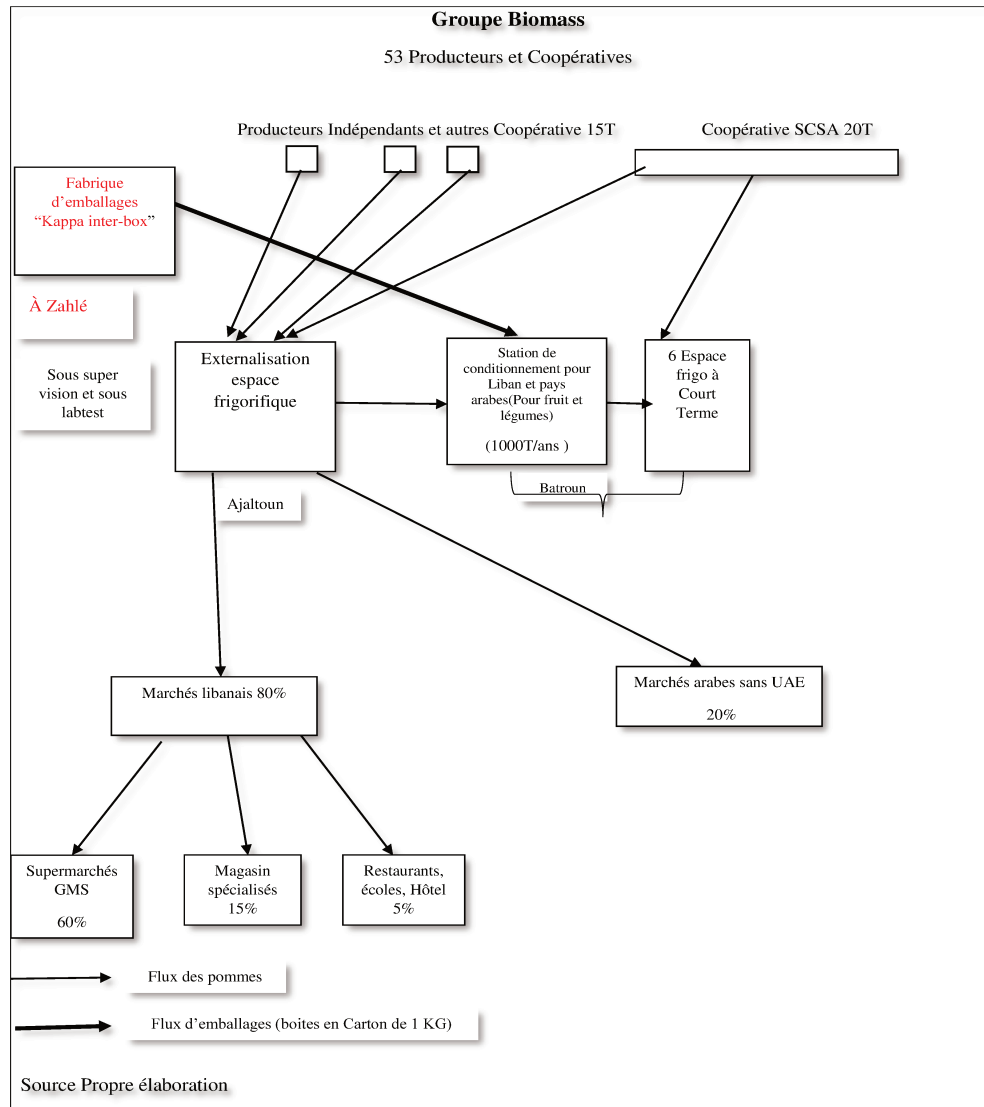 Groupe Biomass
53 Producteurs et Coopératives
Producteurs Indépendants et autres Coopérative 15T
Coopérative SCSA 20T
Fabrique
d’emballages
“Kappa inter-box”
À Zahlé
Sous super
vision et sous
labtest
Externalisation
espace
frigorifique
Station de
conditionnement pour
Liban et pays
arabes(Pour fruit et
légumes)
(1000T/ans )
6 Espace
frigo à
Court
Terme
Ajaltoun
Batroun
Marchés libanais 80%
Marchés arabes sans UAE
20%
Supermarchés
GMS
60%
Magasin
spécialisés
15%
Restaurants,
écoles, Hôtel
5%
Flux des pommes
Flux d’emballages (boites en Carton de 1 KG)
Source Propre élaboration